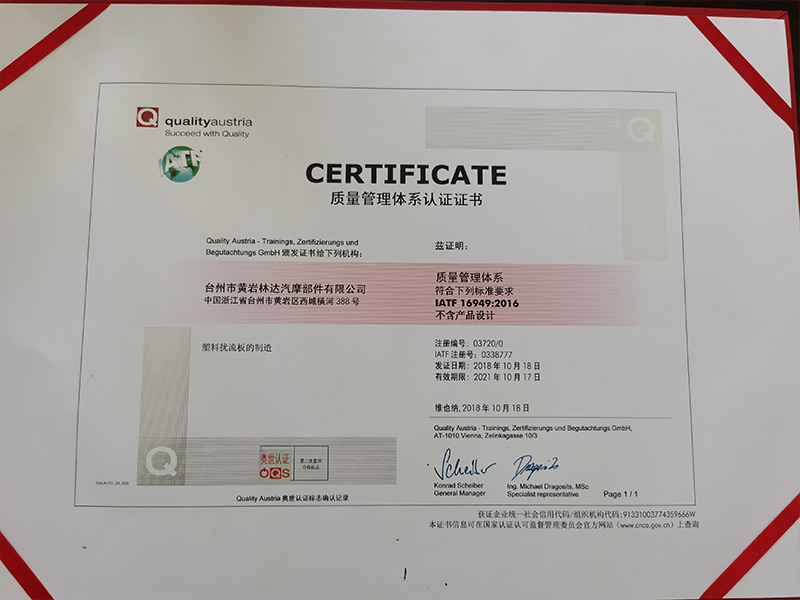 qualityaustria
Succeed with Quality
IATF
CERTIFICATE
质量管理体系认证证书
Quality Austria - Trainings, Zertifizierungs und
Begutachtungs GmbH 颁发证书给下列机构:
兹证明:
台州市黄岩林达汽摩部件有限公司
中国浙江省台州市黄岩区西城横河 388 号
质量管理体系
符合下列标准要求
IATF 16949:2016
不含产品设计
塑料扰流板的制造
注册编号: 03720/0
IATF 注册号: 0338777
发证日期: 2018 年 10 月 18 日
有效期限: 2021 年 10 月 17 日
维也纳, 2018 年 10 月 18 日
Quality Austria - Trainings, Zertifizierungs und Begutachtungs GmbH,
AT-1010 Vienna, Zelinkagasse 10/3
奥世认证
OQS
Konrad Scheiber
General Manager
Ing. Michael Dragosits, MSc
Specialist representative
Page 1 / 1
Quality Austria 奥世认证标志确认记录
获证企业统一社会信用代码/组织机构代码: 91331003774359666W
本证书信息可在国家认证认可监督管理委员会官方网站 (www.cnca.gov.cn) 上查询